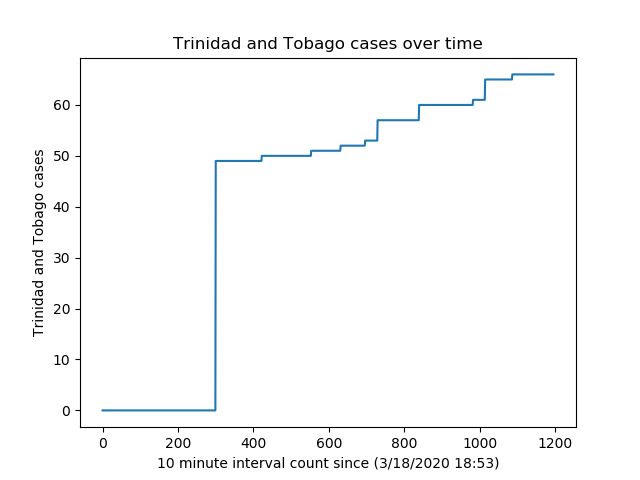 Trinidad and Tobago cases over time
Trinidad and Tobago cases
60
50
40
30
20
10
0
0 200 400 600 800 1000 1200
10 minute interval count since (3/18/2020 18:53)